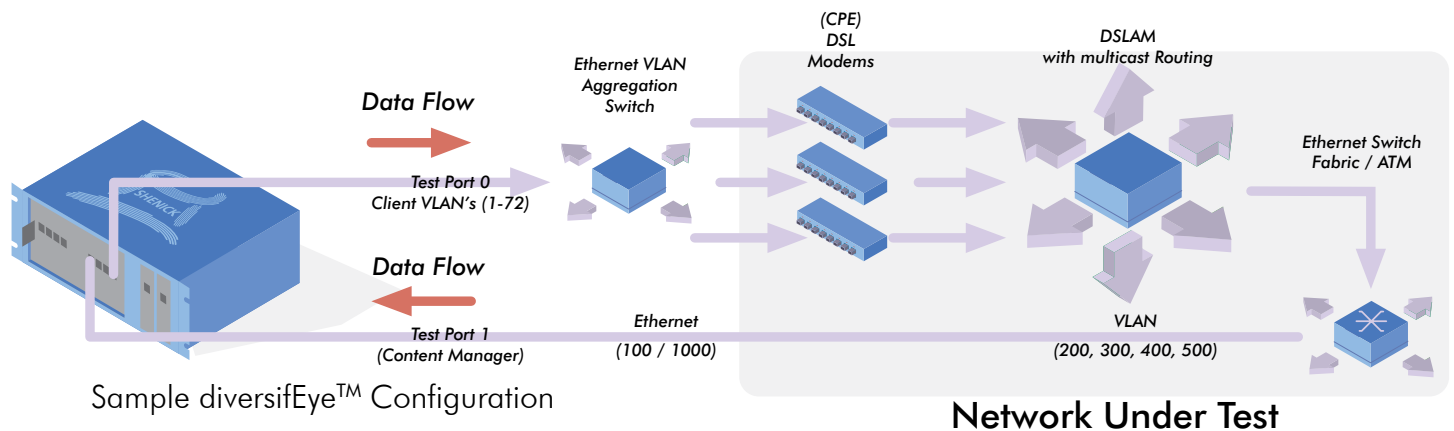 (CPE)
DSL
Modems
DSLAM
with multicast Routing
Ethernet VLAN
Aggregation
Switch
Data Flow
Ethernet Switch
Fabric / ATM
Test Port 0
Client VLAN's (1-72)
SHENICK
Data Flow
Test Port 1
(Content Manager)
Ethernet
(100 / 1000)
VLAN
(200, 300, 400, 500)
Sample diversifEye™ Configuration
Network Under Test